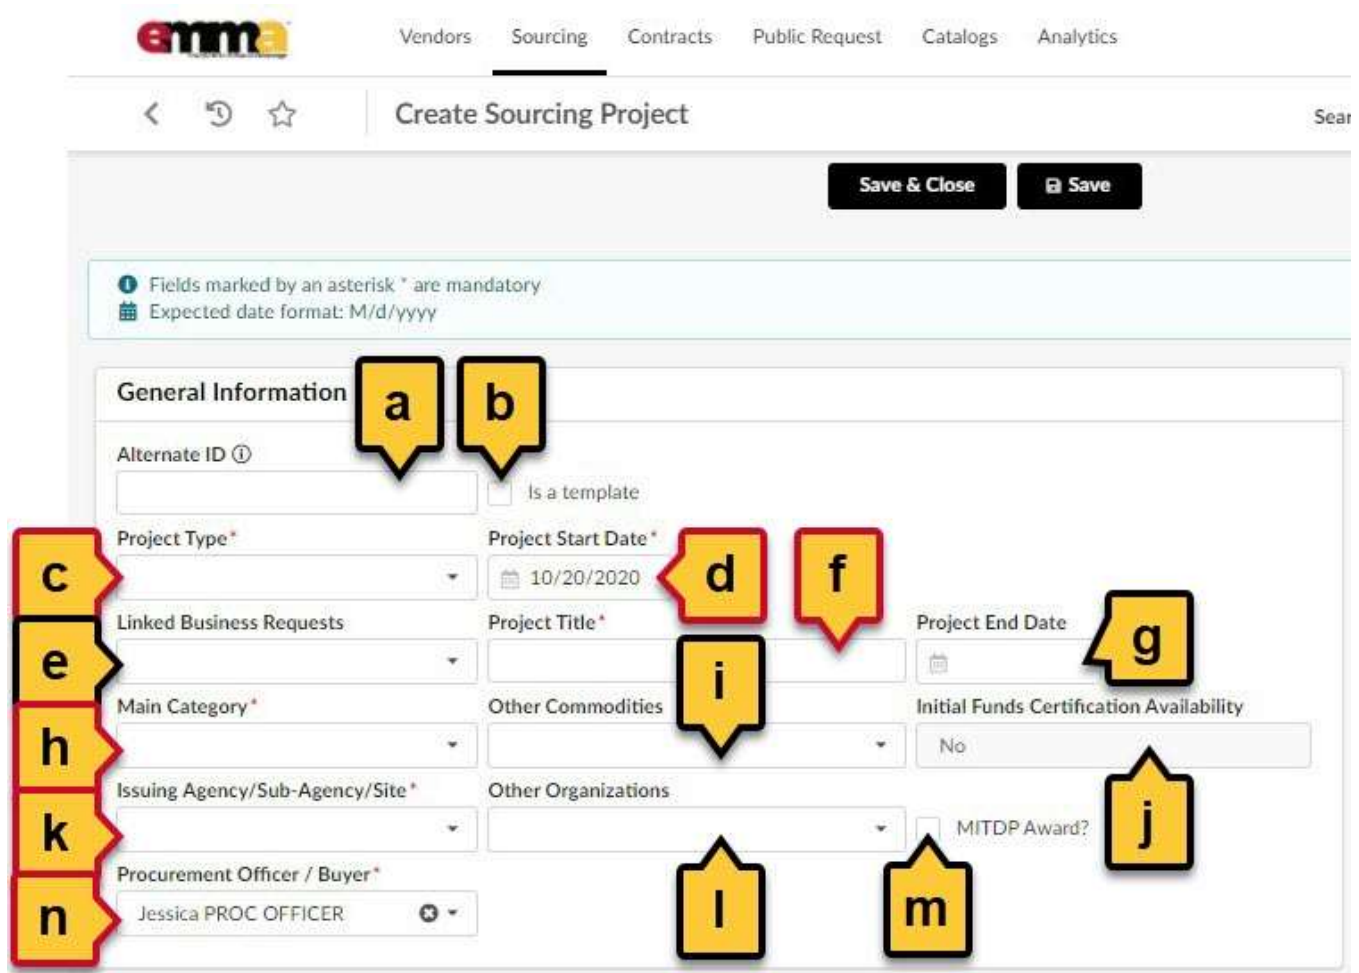 emma
Vendors Sourcing Contracts Public Request Catalogs Analytics
Create Sourcing Project
Sear
Save & Close Save
Fields marked by an asterisk * are mandatory
Expected date format: M/d/yyyy
General Information
a b
Alternate ID
Is a template
Project Type* Project Start Date*
c 10/20/2020 d f
Linked Business Requests Project Title* Project End Date
e i g
Main Category* Other Commodities Initial Funds Certification Availability
h No
Issuing Agency/Sub-Agency/Site* Other Organizations
k MITDP Award? j
Procurement Officer / Buyer*
n Jessica PROC OFFICER l m